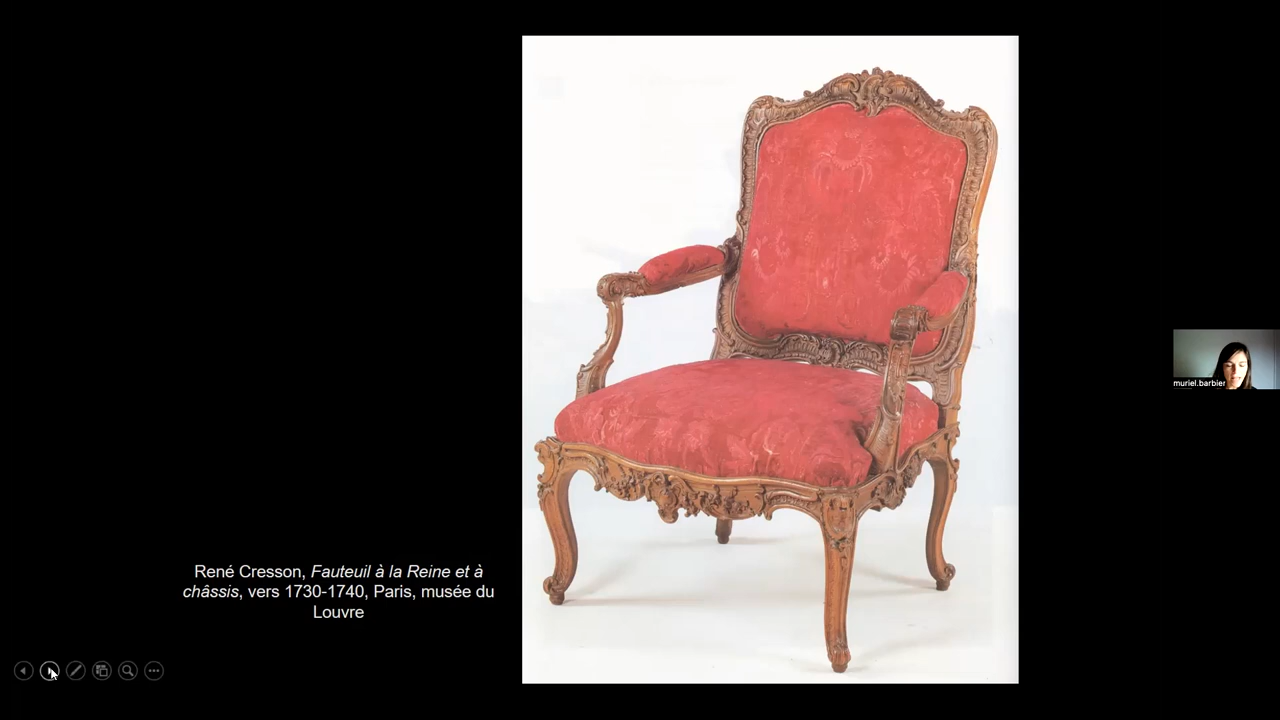 René Cresson, Fauteuil à la Reine et à
châssis, vers 1730-1740, Paris, musée du
Louvre
muriel.barbier